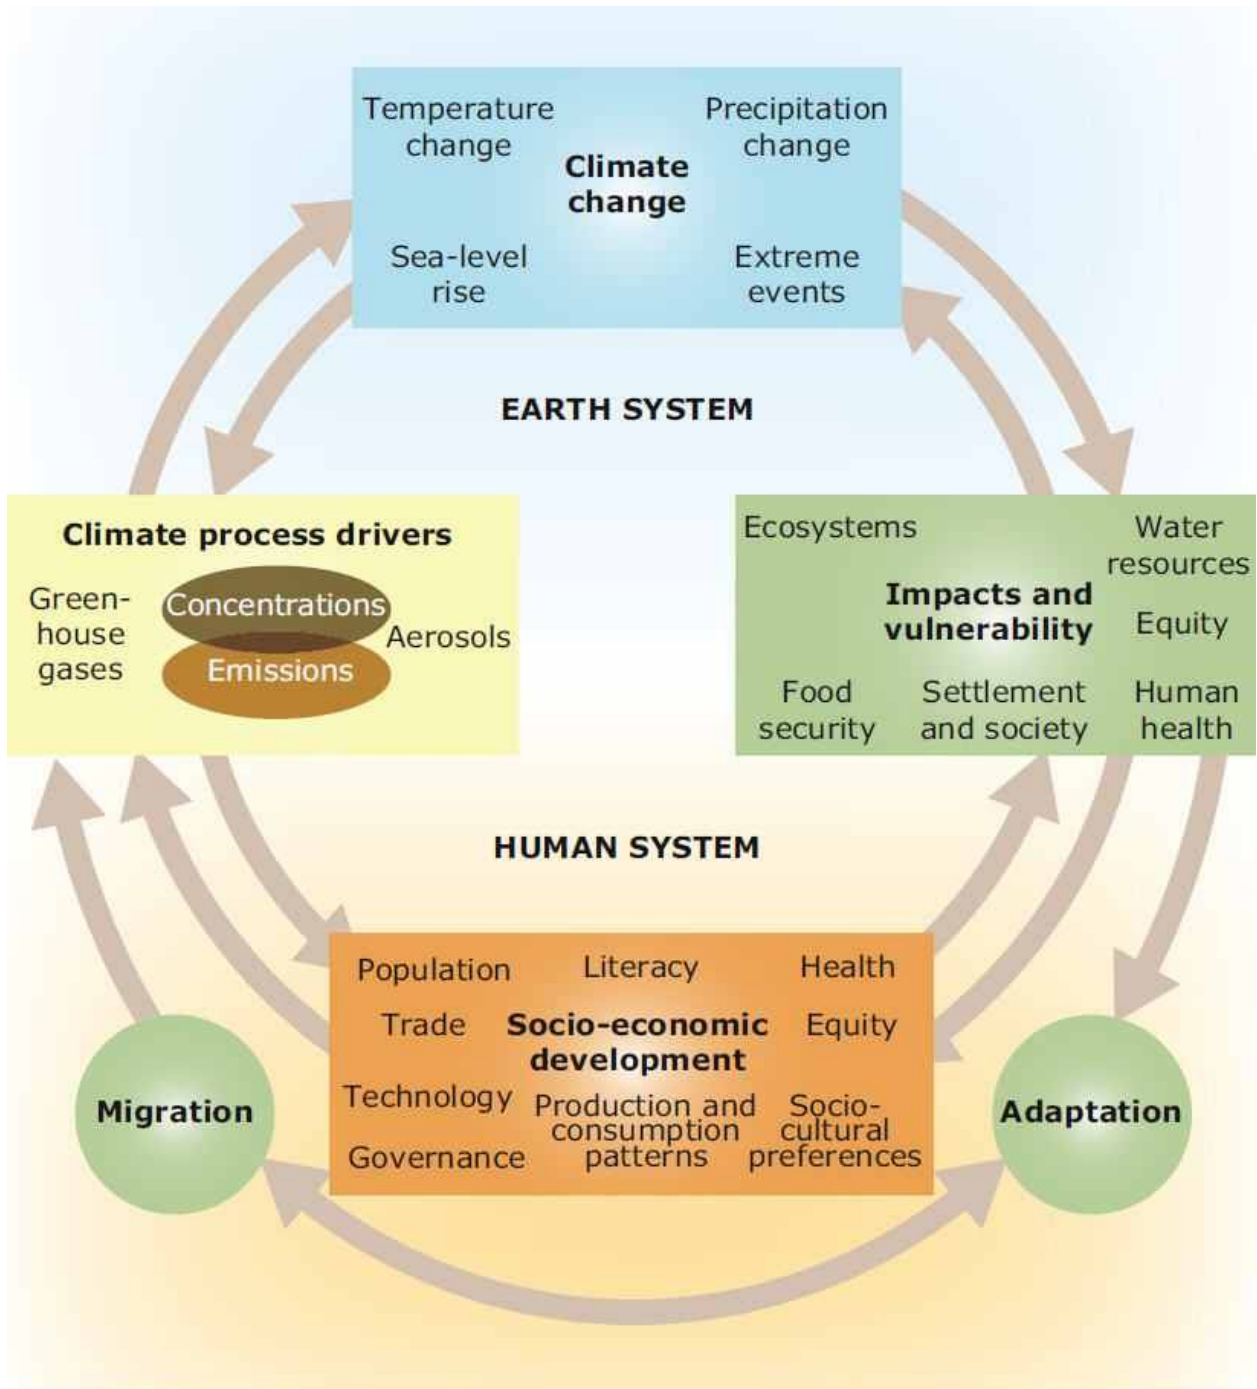 Temperature
change
Precipitation
change
Climate
change
Sea-level
rise
Extreme
events
EARTH SYSTEM
Climate process drivers
Green-
house
gases
Concentrations
Emissions
Aerosols
Ecosystems
Water
resources
Impacts and
vulnerability
Equity
Food
security
Settlement
and society
Human
health
HUMAN SYSTEM
Population
Literacy
Health
Trade
Socio-economic
development
Equity
Technology
Production and
consumption
patterns
Socio-
cultural
preferences
Governance
Migration
Adaptation